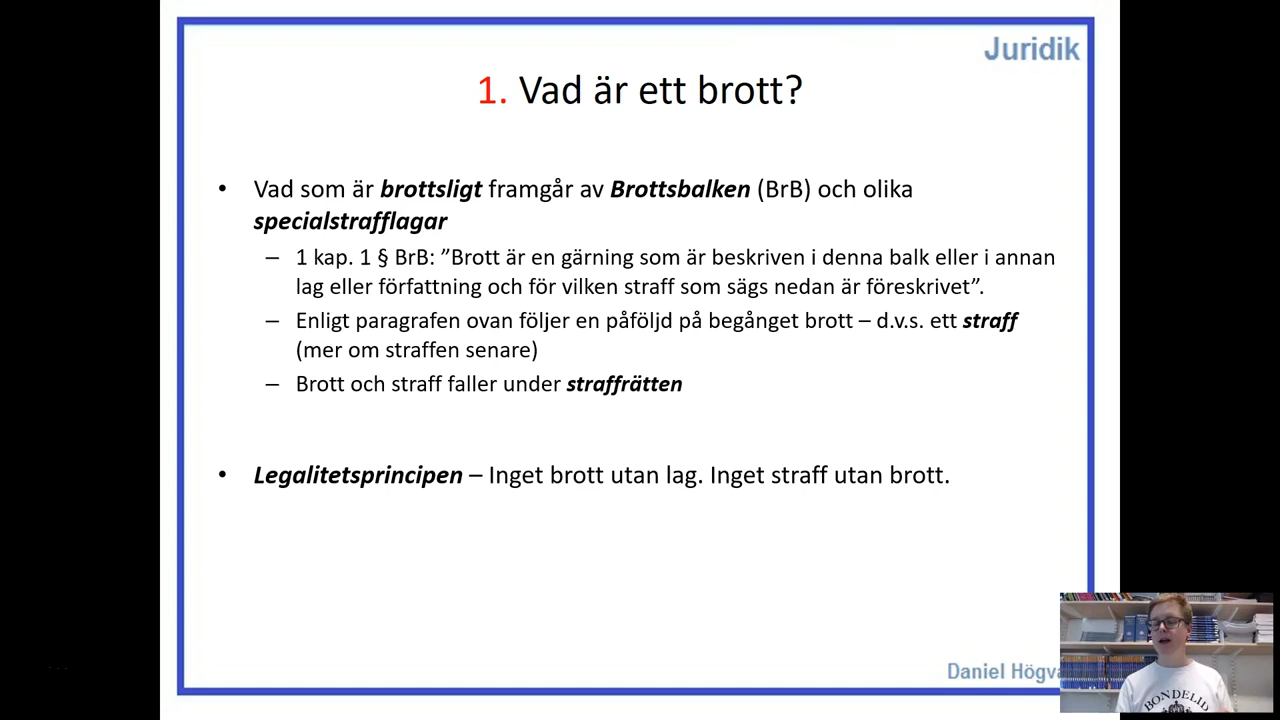 Juridik
1. Vad är ett brott?
• Vad som är brottsligt framgår av Brottsbalken (BrB) och olika
specialstrafflagar
– 1 kap. 1 § BrB: ”Brott är en gärning som är beskriven i denna balk eller i annan
lag eller författning och för vilken straff som sägs nedan är föreskrivet”.
– Enligt paragrafen ovan följer en påföljd på begånget brott – d.v.s. ett straff
(mer om straffen senare)
– Brott och straff faller under straffrätten
• Legalitetsprincipen – Inget brott utan lag. Inget straff utan brott.
Daniel
BONDELID